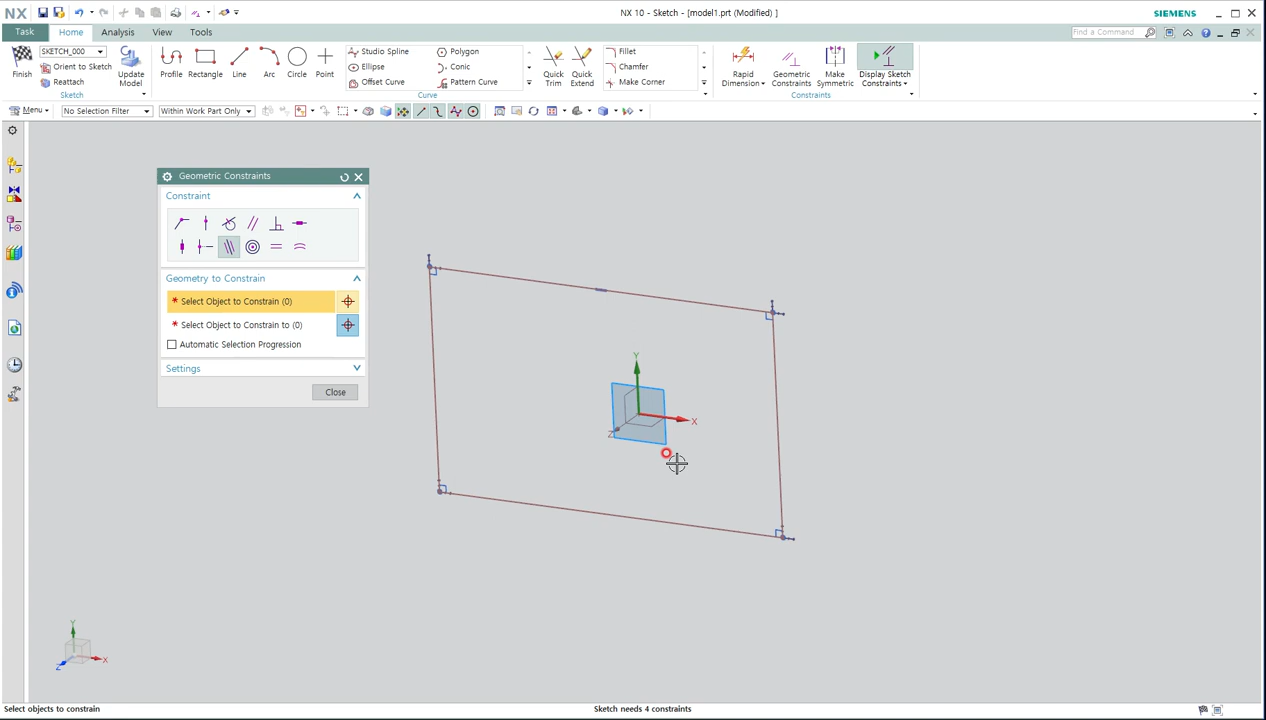 NX
NX 10 - Sketch - [model1.prt (Modified) ]
SIEMENS
Task
Home
Analysis
View
Tools
Find a Command
SKETCH_000
Orient to Sketch
Reattach
Finish
Update
Model
Sketch
Profile
Rectangle
Line
Arc
Circle
Point
Studio Spline
Ellipse
Offset Curve
Polygon
Conic
Pattern Curve
Quick
Trim
Quick
Extend
Fillet
Chamfer
Make Corner
Curve
Rapid
Dimension
Geometric
Constraints
Make
Symmetric
Display Sketch
Constraints
Constraints
Menu
No Selection Filter
Within Work Part Only
Geometric Constraints
Constraint
Geometry to Constrain
* Select Object to Constrain (0)
* Select Object to Constrain to (0)
Automatic Selection Progression
Settings
Close
Y
X
Z
Y
X
Z
Select objects to constrain
Sketch needs 4 constraints